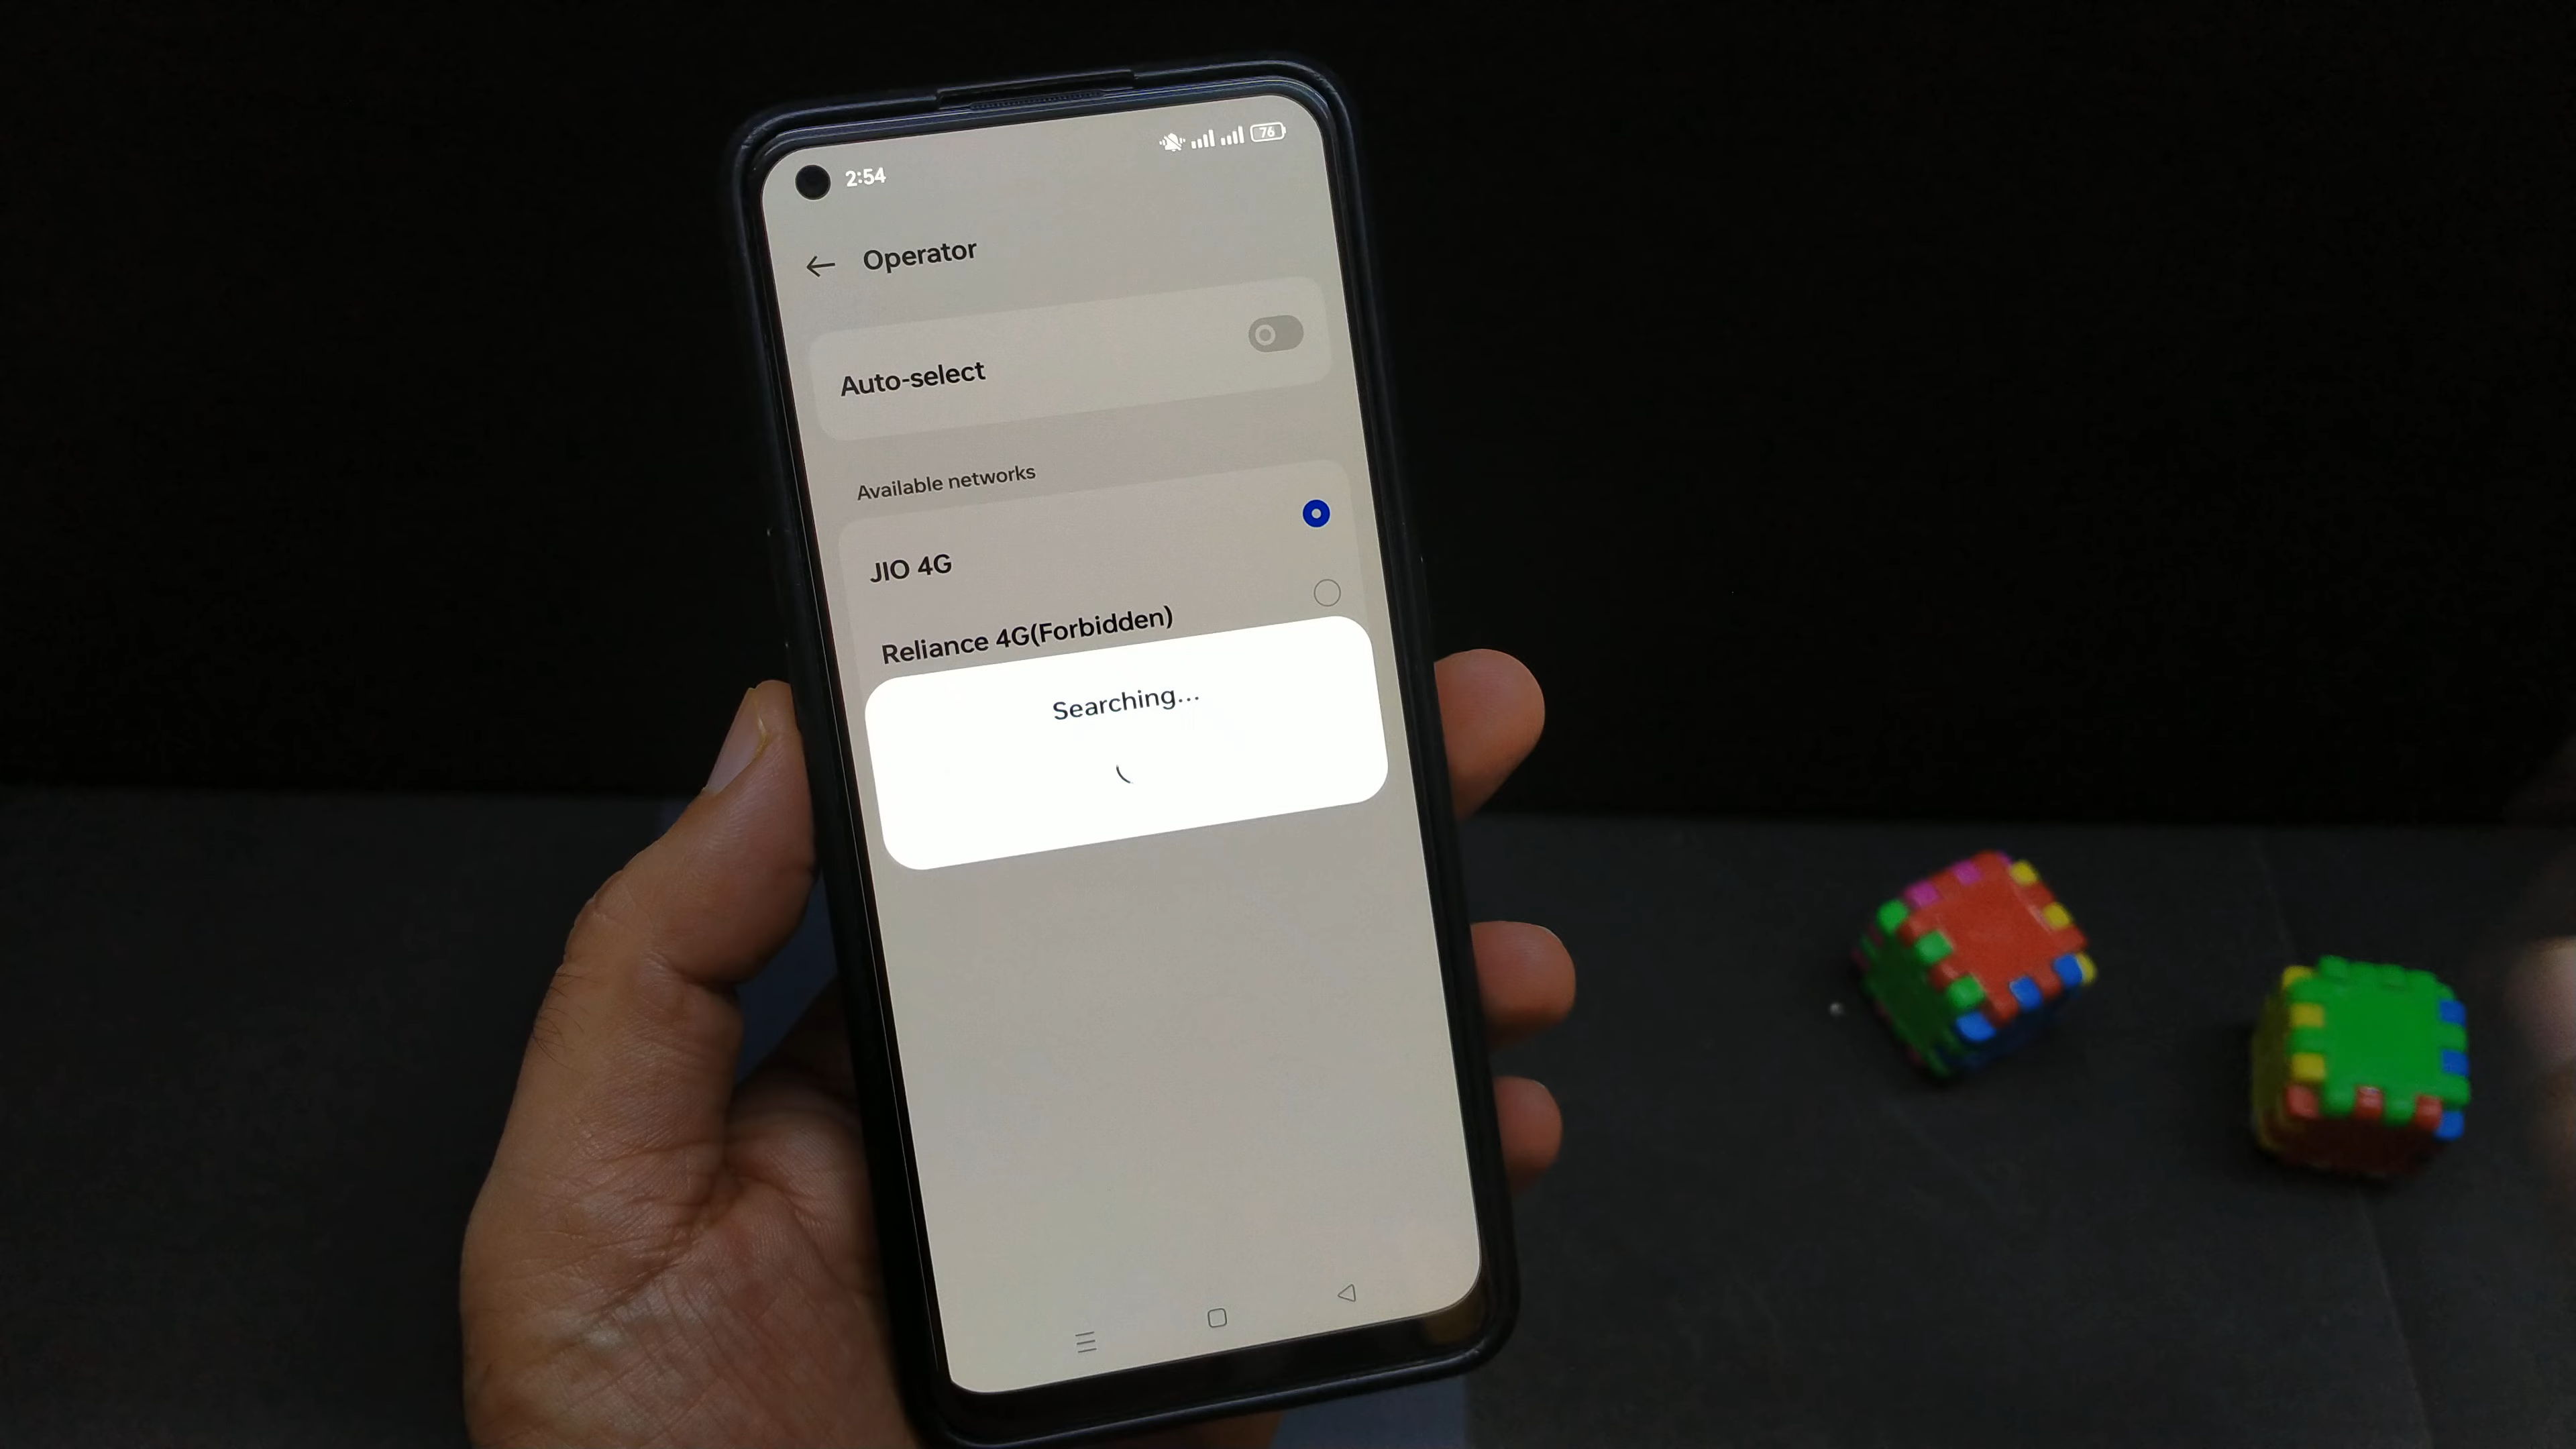 2:54
76
Operator
Auto-select
Available networks
JIO 4G
Reliance 4G(Forbidden)
Searching...